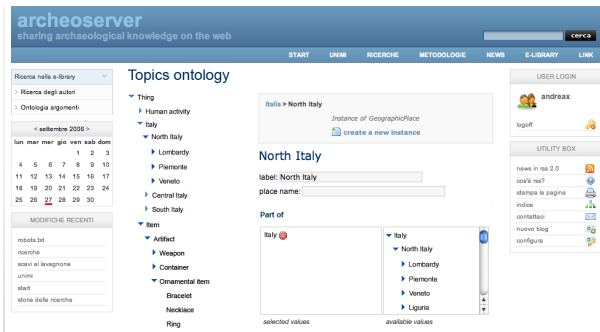 archeoserver
sharing archaeological knowledge on the web
cerca
START UNIMI RICERCHE METODOLOGIE NEWS E-LIBRARY LINK
Ricerca nella e-library
> Ricerca degli autori
> Ontologia argomenti
< settembre 2006 >
lun mar mer gio ven sab dom
1 2 3
4 5 6 7 8 9 10
11 12 13 14 15 16 17
18 19 20 21 22 23 24
25 26 27 28 29 30
MODIFICHE RECENTI
robots.txt
ricerche
scavi al lavagnone
unimi
start
storia delle ricerche
Topics ontology
Thing
Human activity
Italy
North Italy
Lombardy
Piemonte
Veneto
Central Italy
South Italy
Item
Artifact
Weapon
Container
Ornamental item
Bracelet
Necklace
Ring
Italia > North Italy
Instance of GeographicPlace
create a new instance
North Italy
label: North Italy
place name:
Part of
Italy
selected values
Italy
North Italy
Lombardy
Piemonte
Veneto
Liguria
available values
USER LOGIN
andreax
logoff
UTILITY BOX
news in rss 2.0
cos'è rss?
stampa la pagina
indice
contattaci
nuovo blog
configura